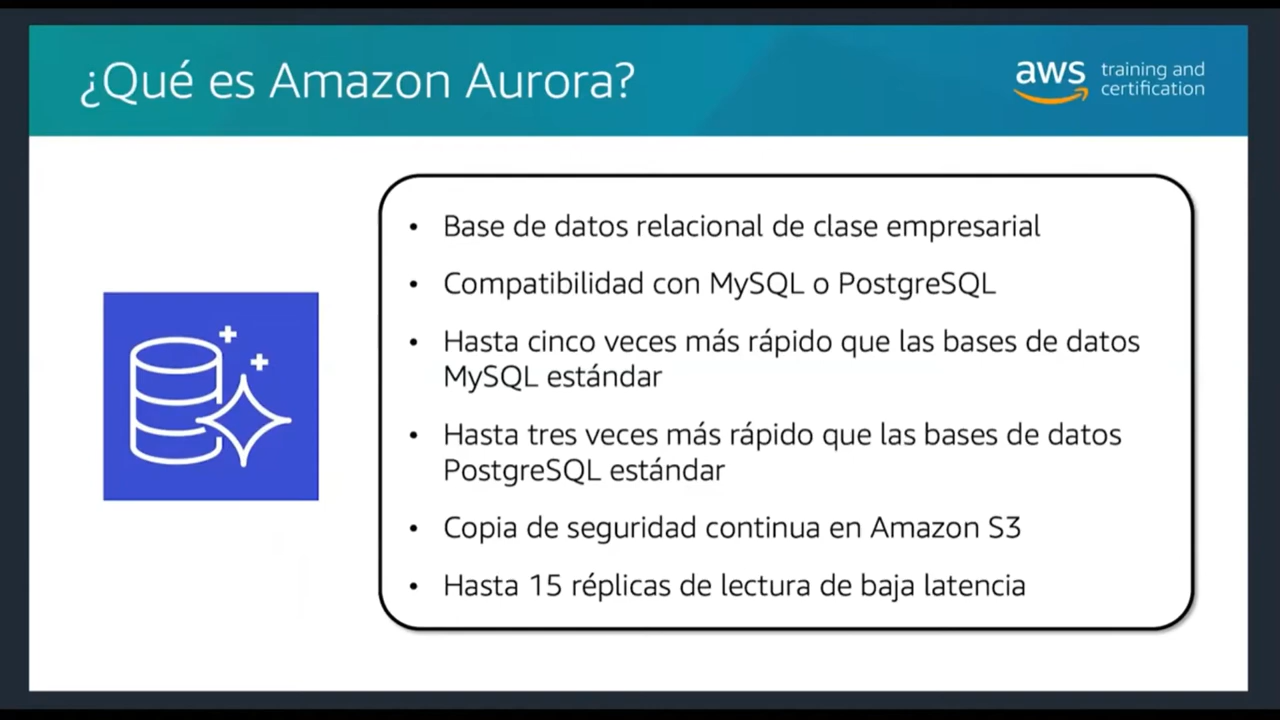 ¿Qué es Amazon Aurora?
aws training and
certification
• Base de datos relacional de clase empresarial
• Compatibilidad con MySQL o PostgreSQL
• Hasta cinco veces más rápido que las bases de datos
MySQL estándar
• Hasta tres veces más rápido que las bases de datos
PostgreSQL estándar
• Copia de seguridad continua en Amazon S3
• Hasta 15 réplicas de lectura de baja latencia